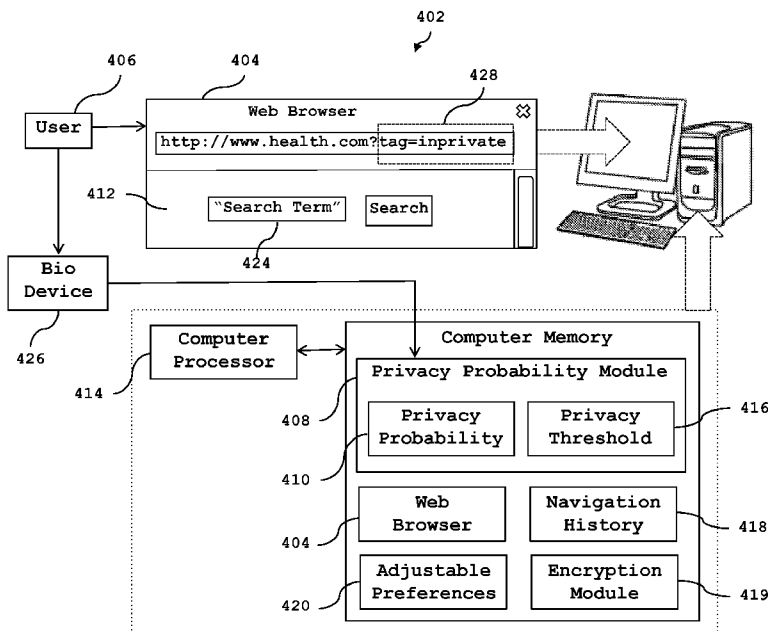 402
406
404
428
User
Web Browser
http://www.health.com?tag=inprivate
412
"Search Term"
Search
424
Bio
Device
426
Computer
Processor
414
Computer Memory
Privacy Probability Module
408
Privacy
Probability
Privacy
Threshold
416
410
Web
Browser
Navigation
History
404
418
Adjustable
Preferences
Encryption
Module
420
419